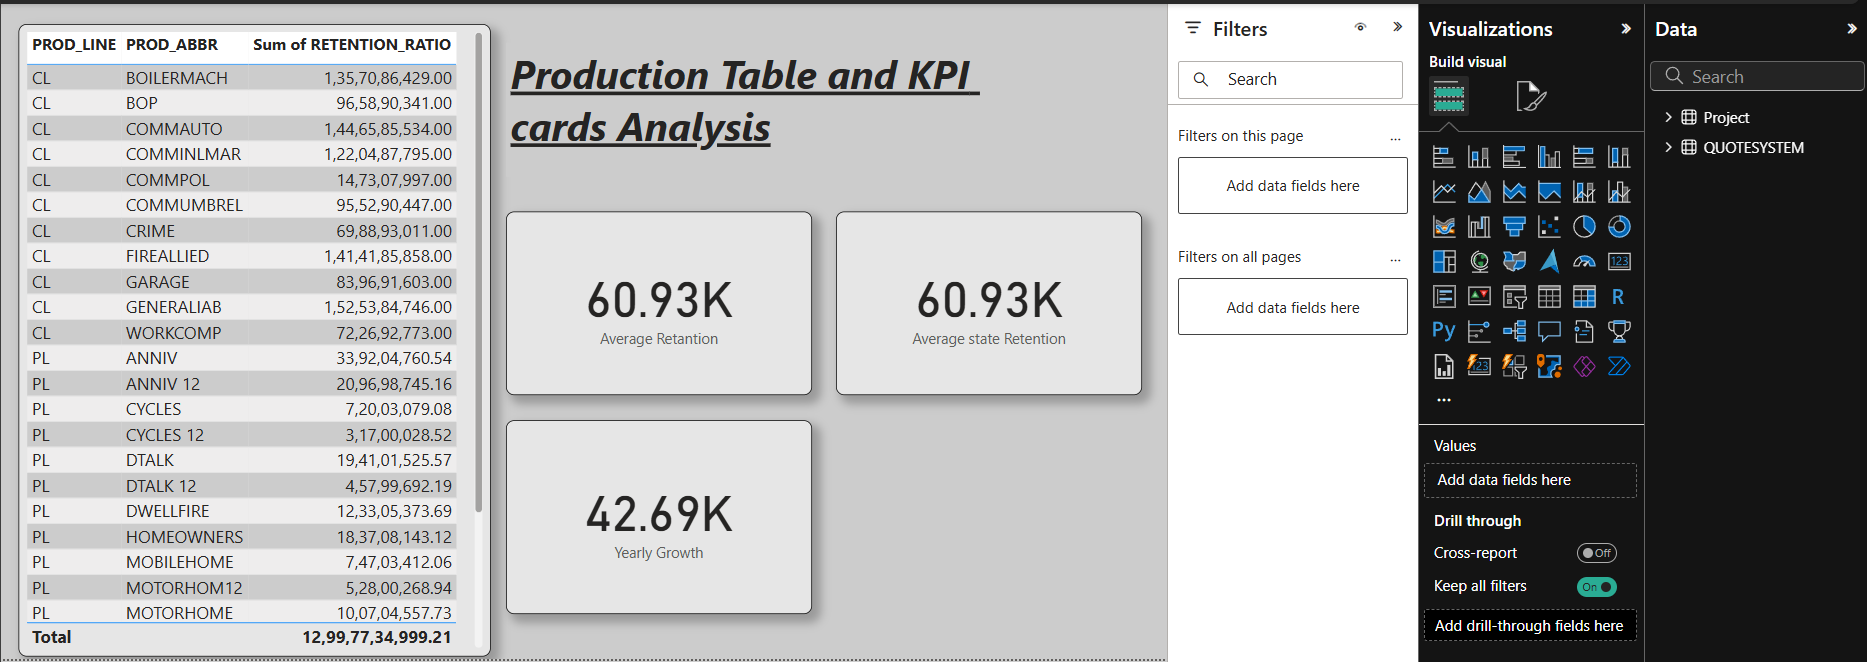 PROD_LINE PROD_ABBR Sum of RETENTION_RATIO
CL BOILERMACH 1,35,70,86,429.00
CL BOP 96,58,90,341.00
CL COMMAUTO 1,44,65,85,534.00
CL COMMINLMAR 1,22,04,87,795.00
CL COMMPOL 14,73,07,997.00
CL COMMUMBREL 95,52,90,447.00
CL CRIME 69,88,93,011.00
CL FIREALLIED 1,41,41,85,858.00
CL GARAGE 83,96,91,603.00
CL GENERALIAB 1,52,53,84,746.00
CL WORKCOMP 72,26,92,773.00
PL ANNIV 33,92,04,760.54
PL ANNIV 12 20,96,98,745.16
PL CYCLES 7,20,03,079.08
PL CYCLES 12 3,17,00,028.52
PL DTALK 19,41,01,525.57
PL DTALK 12 4,57,99,692.19
PL DWELLFIRE 12,33,05,373.69
PL HOMEOWNERS 18,37,08,143.12
PL MOBILEHOME 7,47,03,412.06
PL MOTORHOM12 5,28,00,268.94
PL MOTORHOME 10,07,04,557.73
Total 12,99,77,34,999.21
Production Table and KPI
cards Analysis
60.93K
Average Retantion
60.93K
Average state Retention
42.69K
Yearly Growth
Filters
Search
Filters on this page ...
Add data fields here
Filters on all pages ...
Add data fields here
Visualizations
Build visual
123
R
Py
123
...
Values
Add data fields here
Drill through
Cross-report Off
Keep all filters On
Add drill-through fields here
Data
Search
Project
QUOTESYSTEM